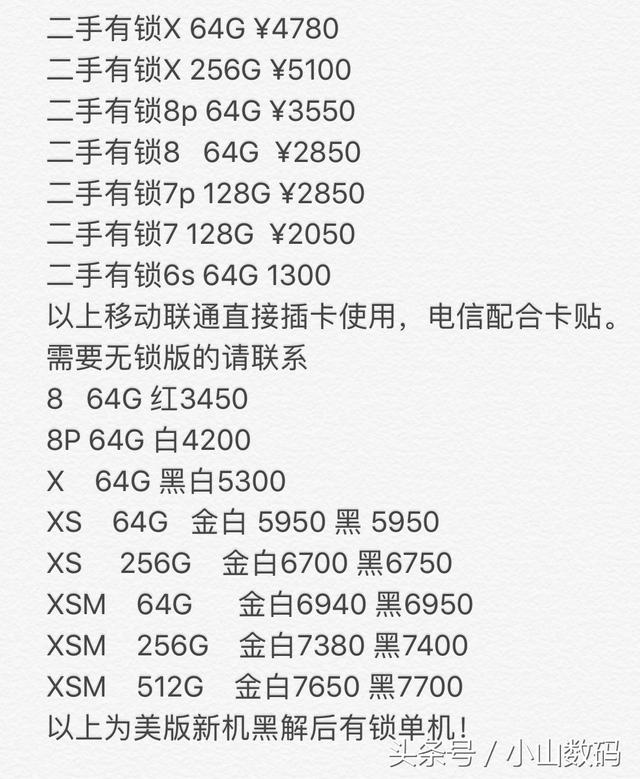 二手有锁X 64G ¥4780
二手有锁X 256G ¥5100
二手有锁8p 64G ¥3550
二手有锁8 64G ¥2850
二手有锁7p 128G ¥2850
二手有锁7 128G ¥2050
二手有锁6s 64G 1300
以上移动联通直接插卡使用，电信配合卡贴。
需要无锁版的请联系
8 64G 红3450
8P 64G 白4200
X 64G 黑白5300
XS 64G 金白 5950 黑 5950
XS 256G 金白6700 黑6750
XSM 64G 金白6940 黑6950
XSM 256G 金白7380 黑7400
XSM 512G 金白7650 黑7700
以上为美版新机黑解后有锁单机！
头条号 / 小山数码